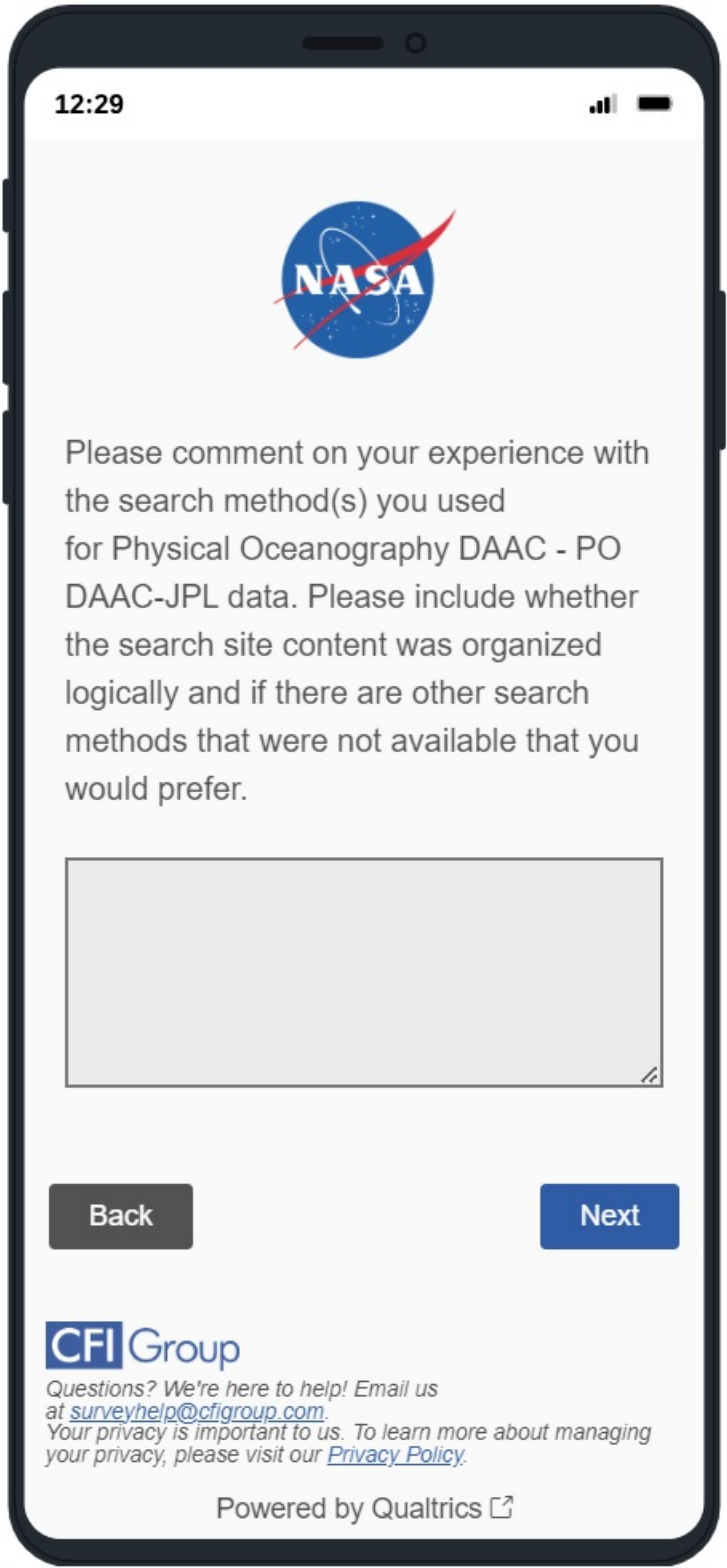 12:29
NASA
Please comment on your experience with
the search method(s) you used
for Physical Oceanography DAAC - PO
DAAC-JPL data. Please include whether
the search site content was organized
logically and if there are other search
methods that were not available that you
would prefer.
Back
Next
CFI Group
Questions? We're here to help! Email us
at surveyhelp@cfigroup.com.
Your privacy is important to us. To learn more about managing
your privacy, please visit our Privacy Policy.
Powered by Qualtrics